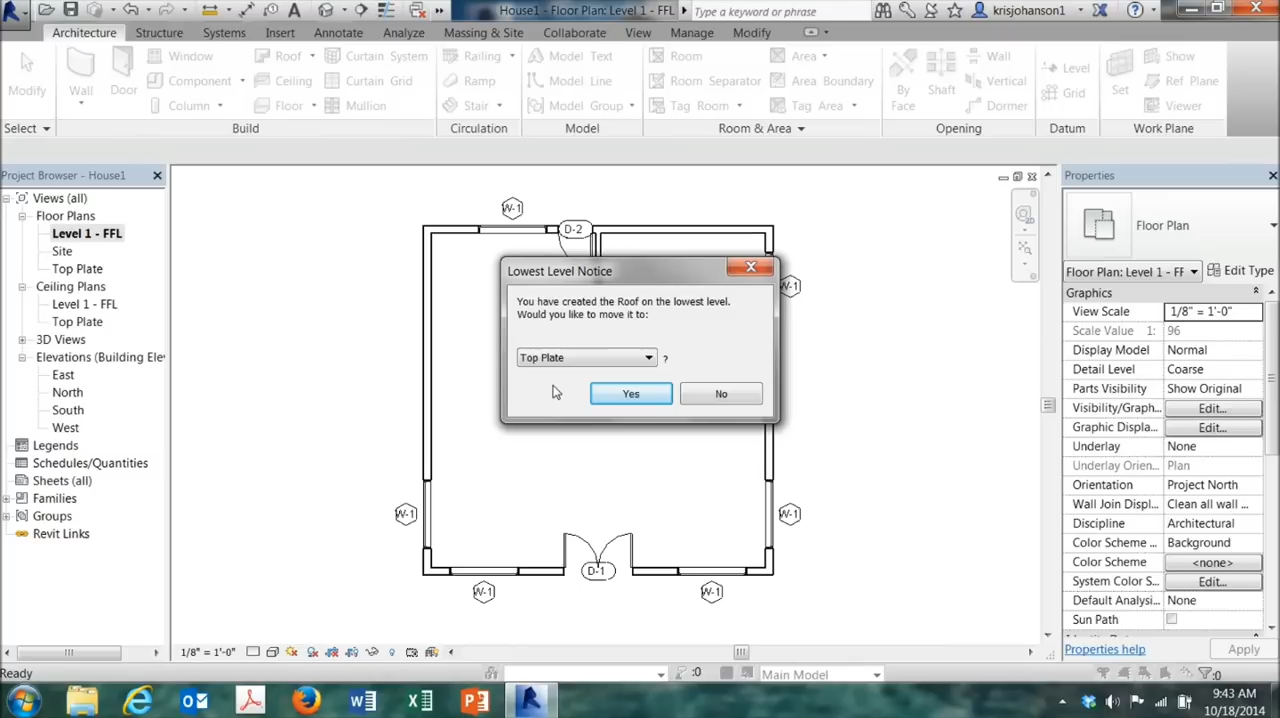 House1 - Floor Plan: Level 1 - FFL
Type a keyword or phrase
krisjohanson1
Architecture Structure Systems Insert Annotate Analyze Massing & Site Collaborate View Manage Modify
Modify
Wall
Door
Window
Component
Column
Roof
Ceiling
Floor
Curtain System
Curtain Grid
Mullion
Railing
Ramp
Stair
Model Text
Model Line
Model Group
Room
Room Separator
Tag Room
Area
Area Boundary
Tag Area
By Face
Shaft
Wall
Vertical
Dormer
Level
Grid
Set
Show
Ref Plane
Viewer
Select Build Circulation Model Room & Area Opening Datum Work Plane
Project Browser - House1
Views (all)
Floor Plans
Level 1 - FFL
Site
Top Plate
Ceiling Plans
Level 1 - FFL
Top Plate
3D Views
Elevations (Building Elev
East
North
South
West
Legends
Schedules/Quantities
Sheets (all)
Families
Groups
Revit Links
W-1
D-2
W-1
W-1
W-1
D-1
W-1
W-1
Lowest Level Notice
You have created the Roof on the lowest level.
Would you like to move it to:
Top Plate ?
Yes No
Properties
Floor Plan
Floor Plan: Level 1 - FF Edit Type
Graphics
View Scale 1/8" = 1'-0"
Scale Value 1: 96
Display Model Normal
Detail Level Coarse
Parts Visibility Show Original
Visibility/Graph... Edit...
Graphic Displa... Edit...
Underlay None
Underlay Orien... Plan
Orientation Project North
Wall Join Displ... Clean all wall ...
Discipline Architectural
Color Scheme ... Background
Color Scheme <none>
System Color S... Edit...
Default Analysi... None
Sun Path
Properties help Apply
1/8" = 1'-0"
Ready
:0
Main Model
:0
9:43 AM
10/18/2014